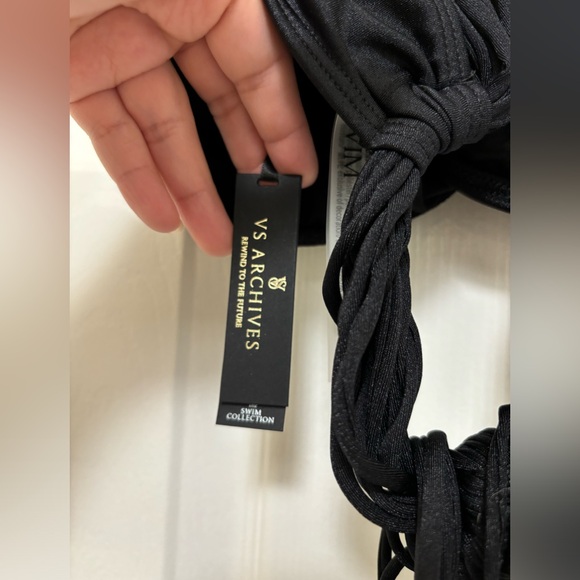 VS ARCHIVES
REWIND TO THE FUTURE
SWIM
COLLECTION